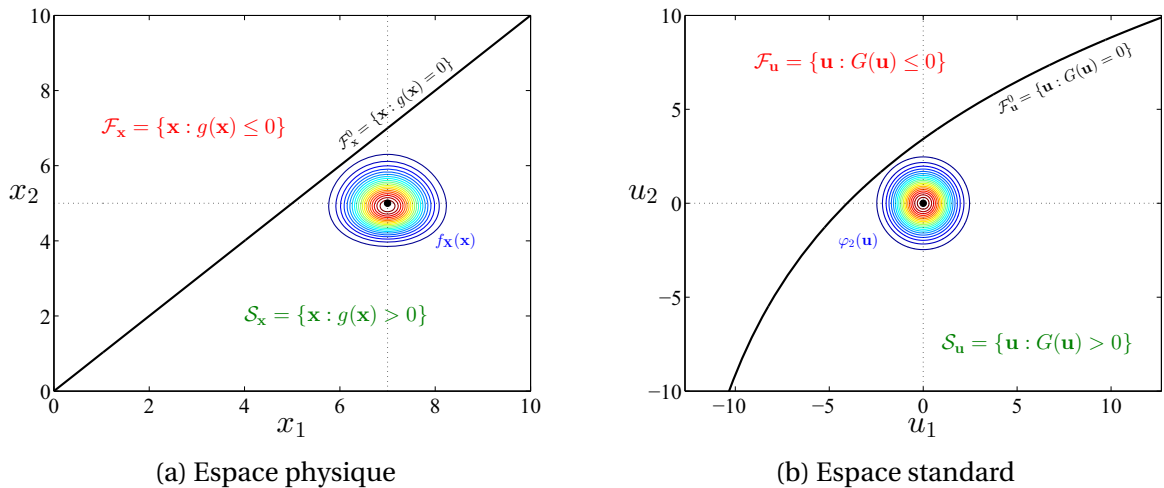 10
8
6
4
2
0
x₂
0
2
4
6
8
10
x₁
ℱ𝐱 = {𝐱 : g(𝐱) ≤ 0}
ℱ𝐱⁰ = {𝐱 : g(𝐱) = 0}
f𝐗(𝐱)
𝒮𝐱 = {𝐱 : g(𝐱) > 0}
(a) Espace physique
10
5
0
−5
−10
u₂
−10
−5
0
5
10
u₁
ℱ𝐮 = {𝐮 : G(𝐮) ≤ 0}
ℱ𝐮⁰ = {𝐮 : G(𝐮) = 0}
φ₂(𝐮)
𝒮𝐮 = {𝐮 : G(𝐮) > 0}
(b) Espace standard